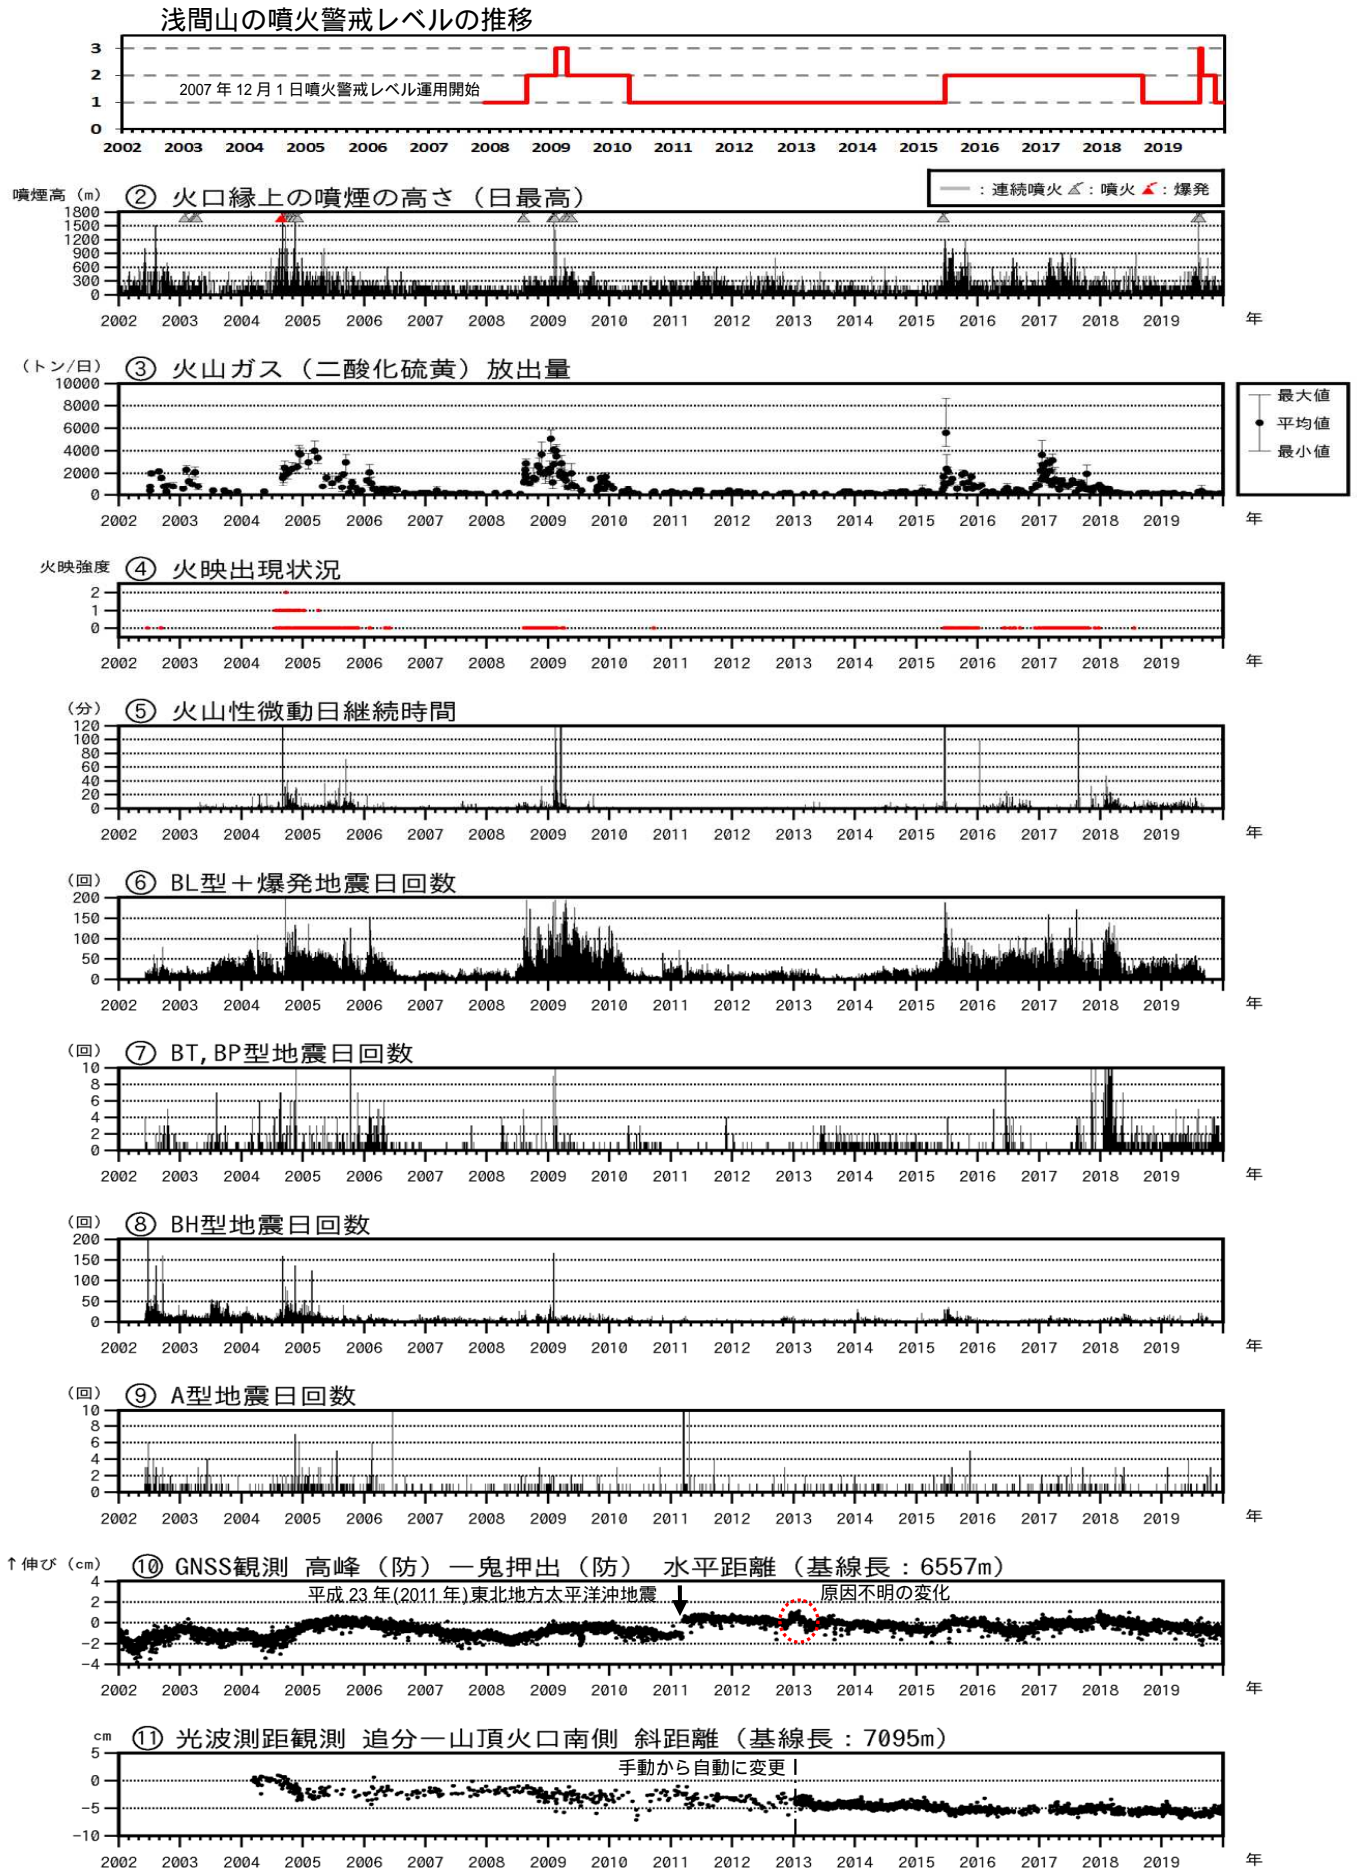 浅間山の噴火警戒レベルの推移
3
2
2007 年 12 月 1 日噴火警戒レベル運用開始
1
0
2002 2003 2004 2005 2006 2007 2008 2009 2010 2011 2012 2013 2014 2015 2016 2017 2018 2019
噴煙高 (m) ② 火口縁上の噴煙の高さ（日最高）
：連続噴火 ：噴火 ：爆発
1800
1500
1200
900
600
300
0
2002 2003 2004 2005 2006 2007 2008 2009 2010 2011 2012 2013 2014 2015 2016 2017 2018 2019 年
(トン/日) ③ 火山ガス（二酸化硫黄）放出量
10000
8000
6000
4000
2000
0
最大値
平均値
最小値
2002 2003 2004 2005 2006 2007 2008 2009 2010 2011 2012 2013 2014 2015 2016 2017 2018 2019 年
火映強度 ④ 火映出現状況
2
1
0
2002 2003 2004 2005 2006 2007 2008 2009 2010 2011 2012 2013 2014 2015 2016 2017 2018 2019 年
(分) ⑤ 火山性微動日継続時間
120
100
80
60
40
20
0
2002 2003 2004 2005 2006 2007 2008 2009 2010 2011 2012 2013 2014 2015 2016 2017 2018 2019 年
(回) ⑥ BL型＋爆発地震日回数
200
150
100
50
0
2002 2003 2004 2005 2006 2007 2008 2009 2010 2011 2012 2013 2014 2015 2016 2017 2018 2019 年
(回) ⑦ BT,BP型地震日回数
10
8
6
4
2
0
2002 2003 2004 2005 2006 2007 2008 2009 2010 2011 2012 2013 2014 2015 2016 2017 2018 2019 年
(回) ⑧ BH型地震日回数
200
150
100
50
0
2002 2003 2004 2005 2006 2007 2008 2009 2010 2011 2012 2013 2014 2015 2016 2017 2018 2019 年
(回) ⑨ A型地震日回数
10
8
6
4
2
0
2002 2003 2004 2005 2006 2007 2008 2009 2010 2011 2012 2013 2014 2015 2016 2017 2018 2019 年
↑伸び (cm) ⑩ GNSS観測 高峰（防）―鬼押出（防） 水平距離（基線長：6557m）
平成 23 年(2011 年)東北地方太平洋沖地震 原因不明の変化
4
2
0
-2
-4
2002 2003 2004 2005 2006 2007 2008 2009 2010 2011 2012 2013 2014 2015 2016 2017 2018 2019 年
cm ⑪ 光波測距観測 追分―山頂火口南側 斜距離（基線長：7095m）
手動から自動に変更
5
0
-5
-10
2002 2003 2004 2005 2006 2007 2008 2009 2010 2011 2012 2013 2014 2015 2016 2017 2018 2019 年